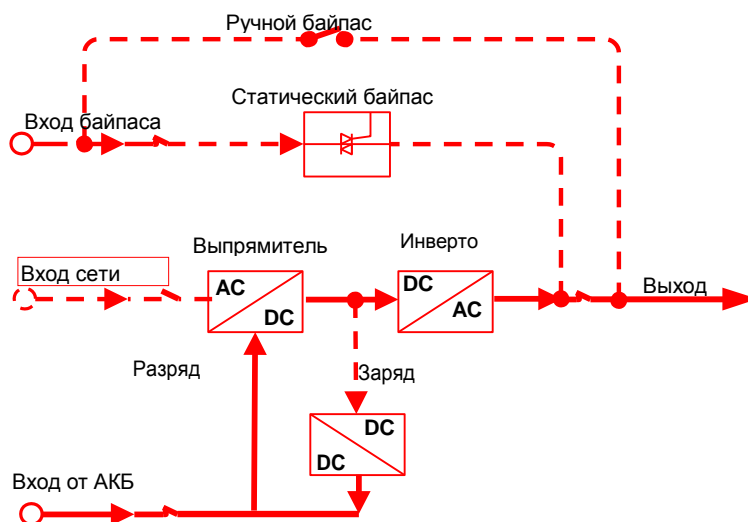 Ручной байпас
Статический байпас
Вход байпаса
Выпрямитель
Инверто
Вход сети
AC
DC
DC
AC
Выход
Разряд
Заряд
DC
DC
Вход от АКБ